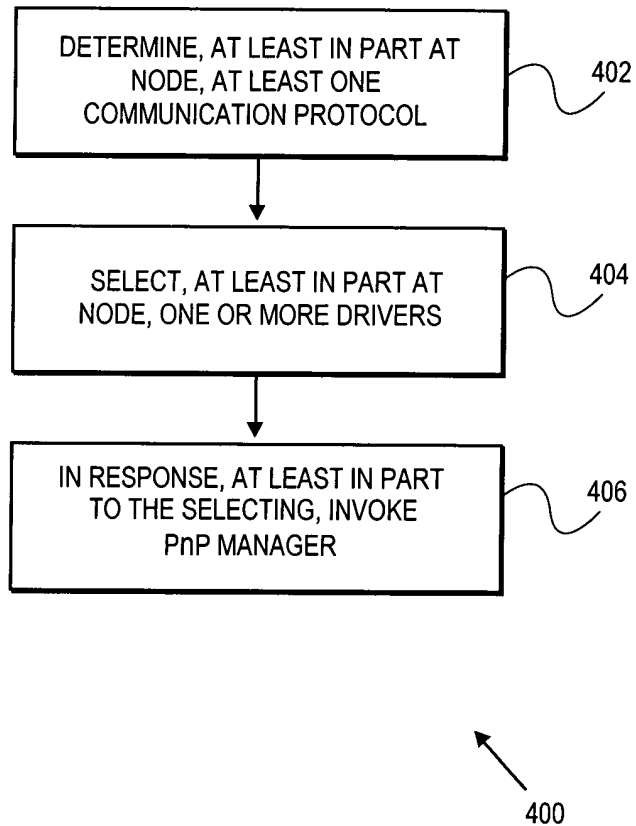 DETERMINE, AT LEAST IN PART AT
NODE, AT LEAST ONE
COMMUNICATION PROTOCOL
402
SELECT, AT LEAST IN PART AT
NODE, ONE OR MORE DRIVERS
404
IN RESPONSE, AT LEAST IN PART
TO THE SELECTING, INVOKE
PnP MANAGER
406
400